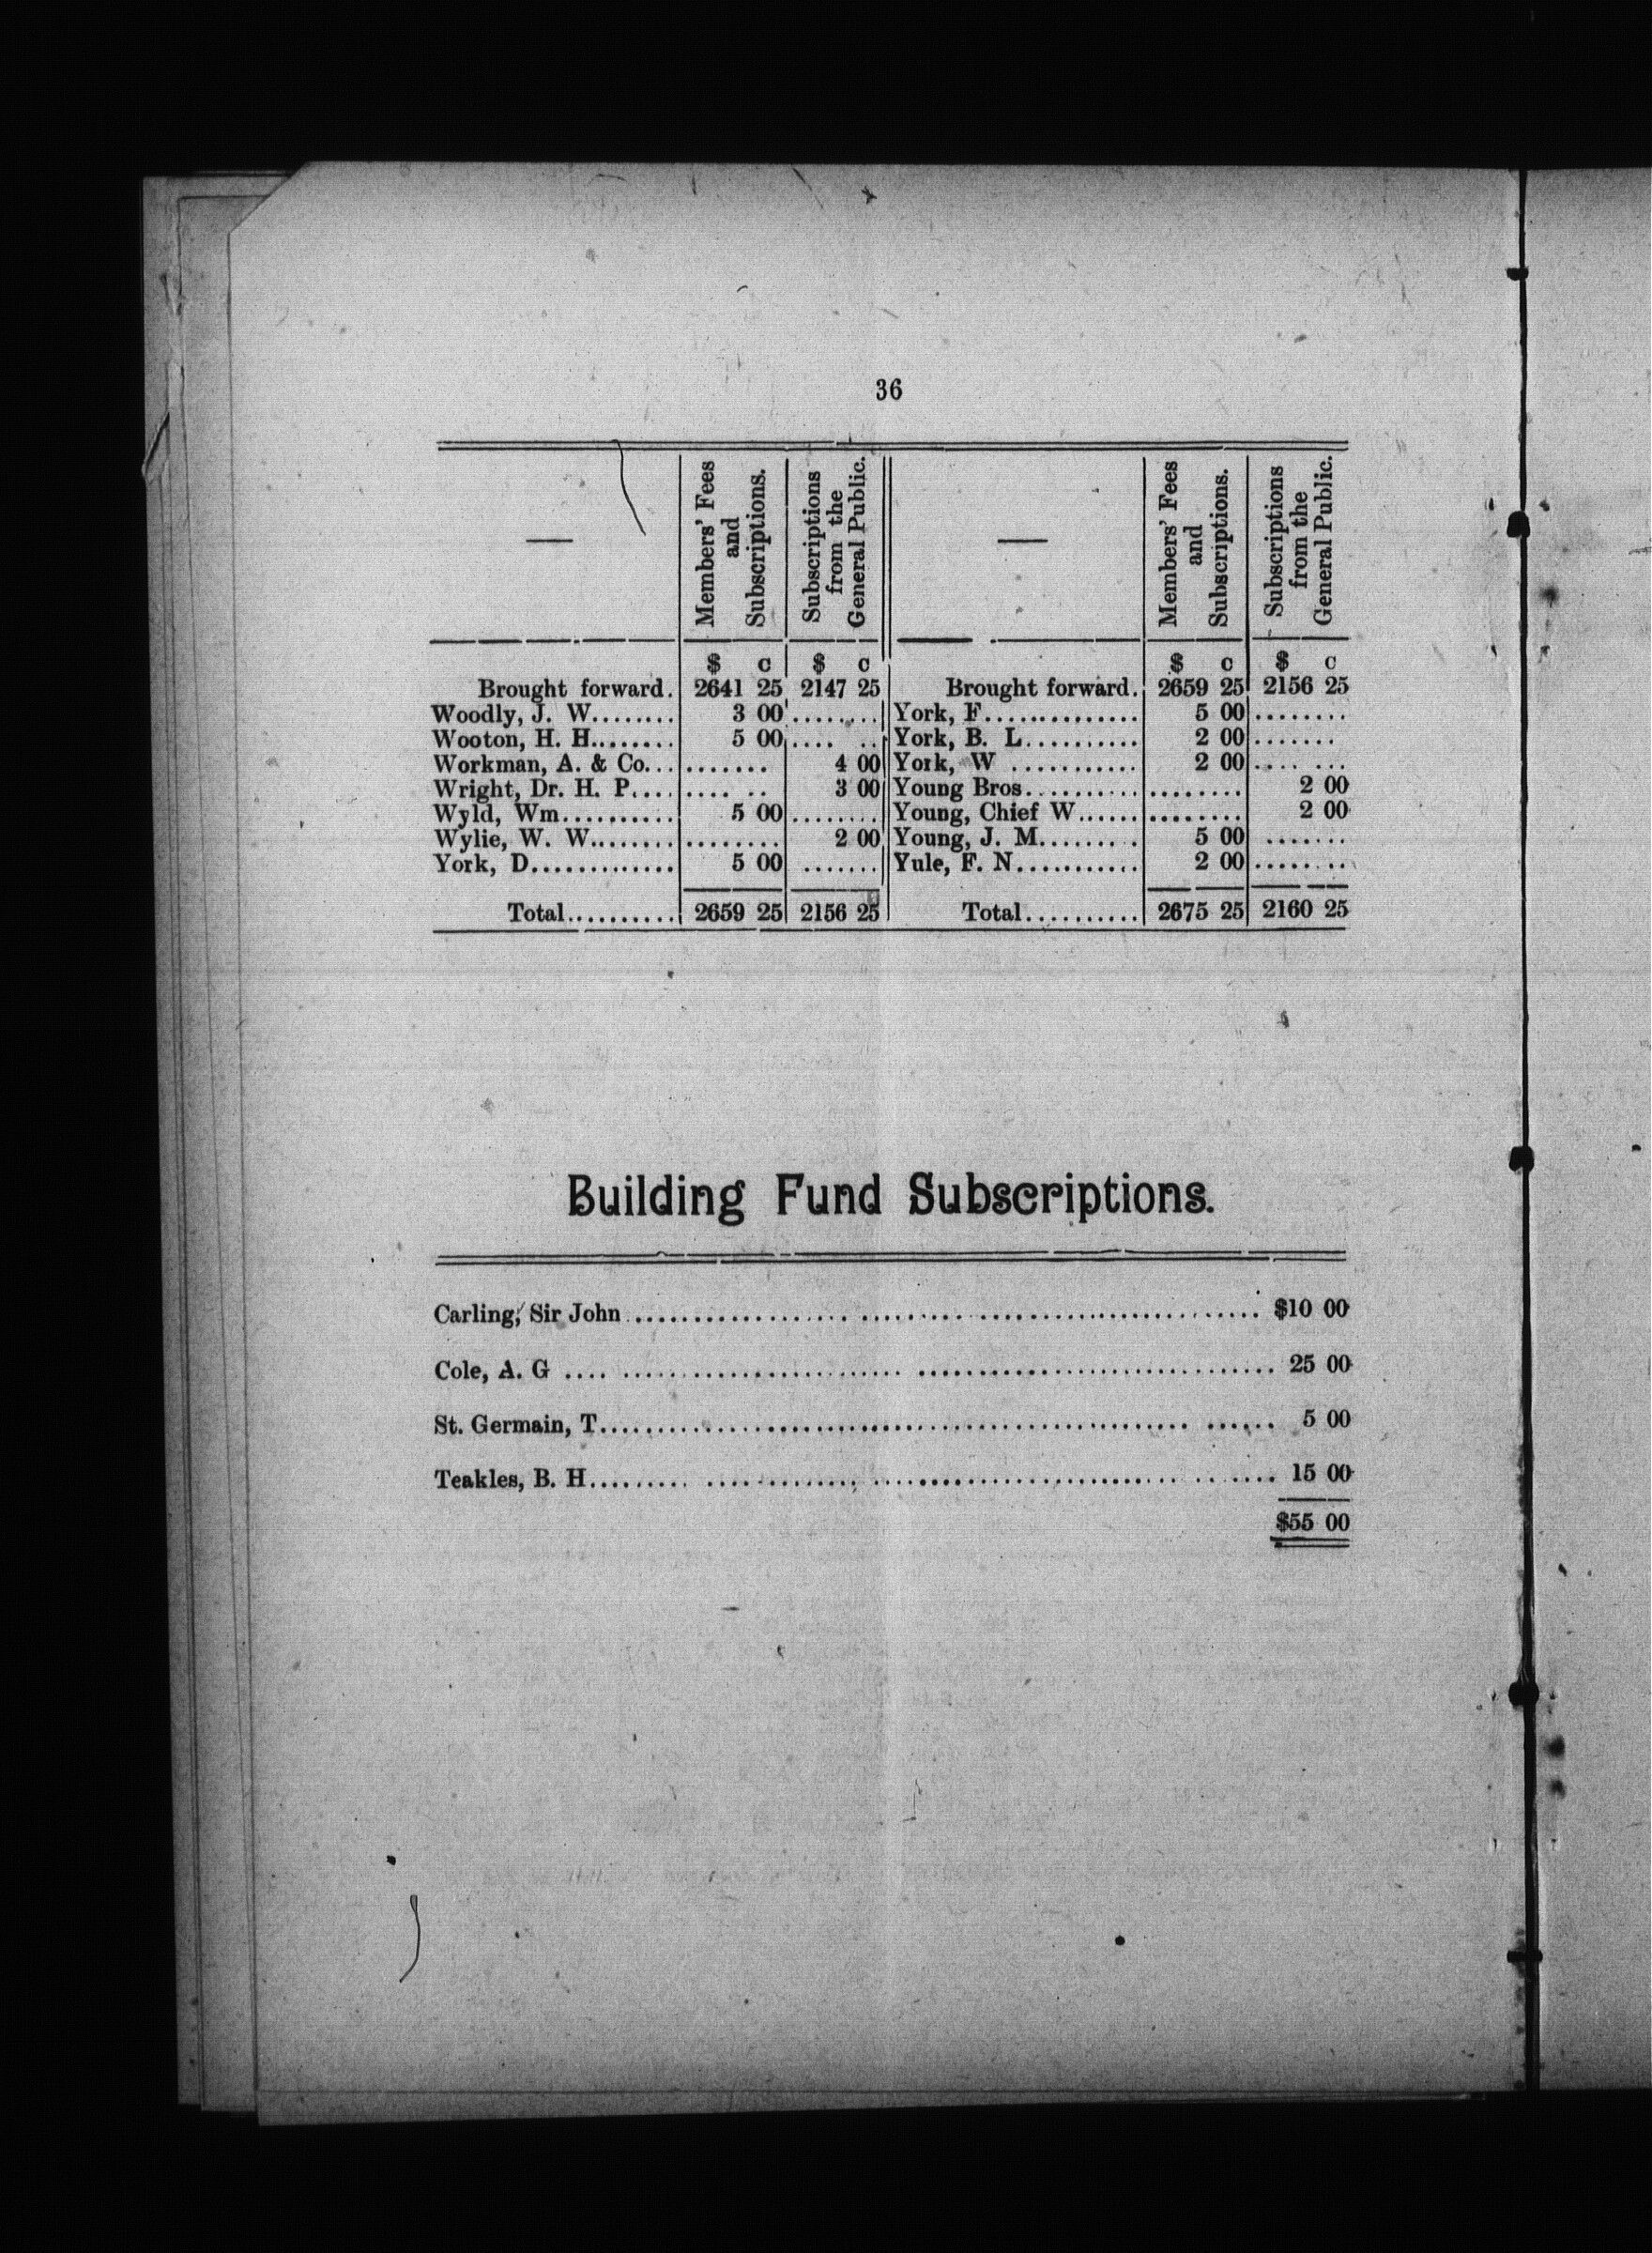 36
— Members' Fees and Subscriptions. Subscriptions from the General Public. — Members' Fees and Subscriptions. Subscriptions from the General Public.
$ c $ c $ c $ c
Brought forward. 2641 25 2147 25 Brought forward. 2659 25 2156 25
Woodly, J. W........ 3 00 ........ York, F.............. 5 00 ........
Wooton, H. H........ 5 00 .... .. York, B. L.......... 2 00 .......
Workman, A. & Co... ....... 4 00 York, W ........... 2 00 .... ...
Wright, Dr. H. P.... .... .. 3 00 Young Bros.......... ........ 2 00
Wyld, Wm.......... 5 00 ........ Young, Chief W...... ........ 2 00
Wylie, W. W........ ........ 2 00 Young, J. M......... 5 00 .......
York, D............. 5 00 ....... Yule, F. N........... 2 00 ........
Total.......... 2659 25 2156 25 Total.......... 2675 25 2160 25
Building Fund Subscriptions.
Carling, Sir John .................................................. $10 00
Cole, A. G .... .................................................. 25 00
St. Germain, T.................................................. ...... 5 00
Teakles, B. H......... .................................................. 15 00
$55 00